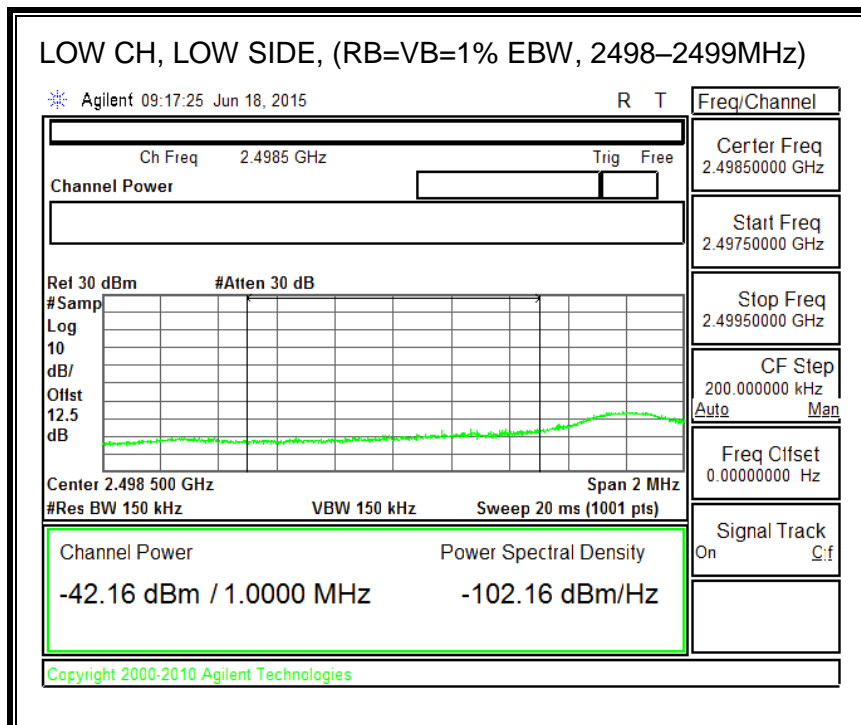 LOW CH, LOW SIDE, (RB=VB=1% EBW, 2498–2499MHz)
Agilent 09:17:25 Jun 18, 2015 R T
Freq/Channel
Ch Freq 2.4985 GHz Trig Free
Channel Power
Center Freq
2.49850000 GHz
Start Freq
2.49750000 GHz
Stop Freq
2.49950000 GHz
CF Step
200.000000 kHz
Auto Man
Freq Offset
0.00000000 Hz
Signal Track
On Off
Ref 30 dBm #Atten 30 dB
#Samp
Log
10
dB/
Offst
12.5
dB
Center 2.498 500 GHz Span 2 MHz
#Res BW 150 kHz VBW 150 kHz Sweep 20 ms (1001 pts)
Channel Power Power Spectral Density
-42.16 dBm / 1.0000 MHz -102.16 dBm/Hz
Copyright 2000-2010 Agilent Technologies